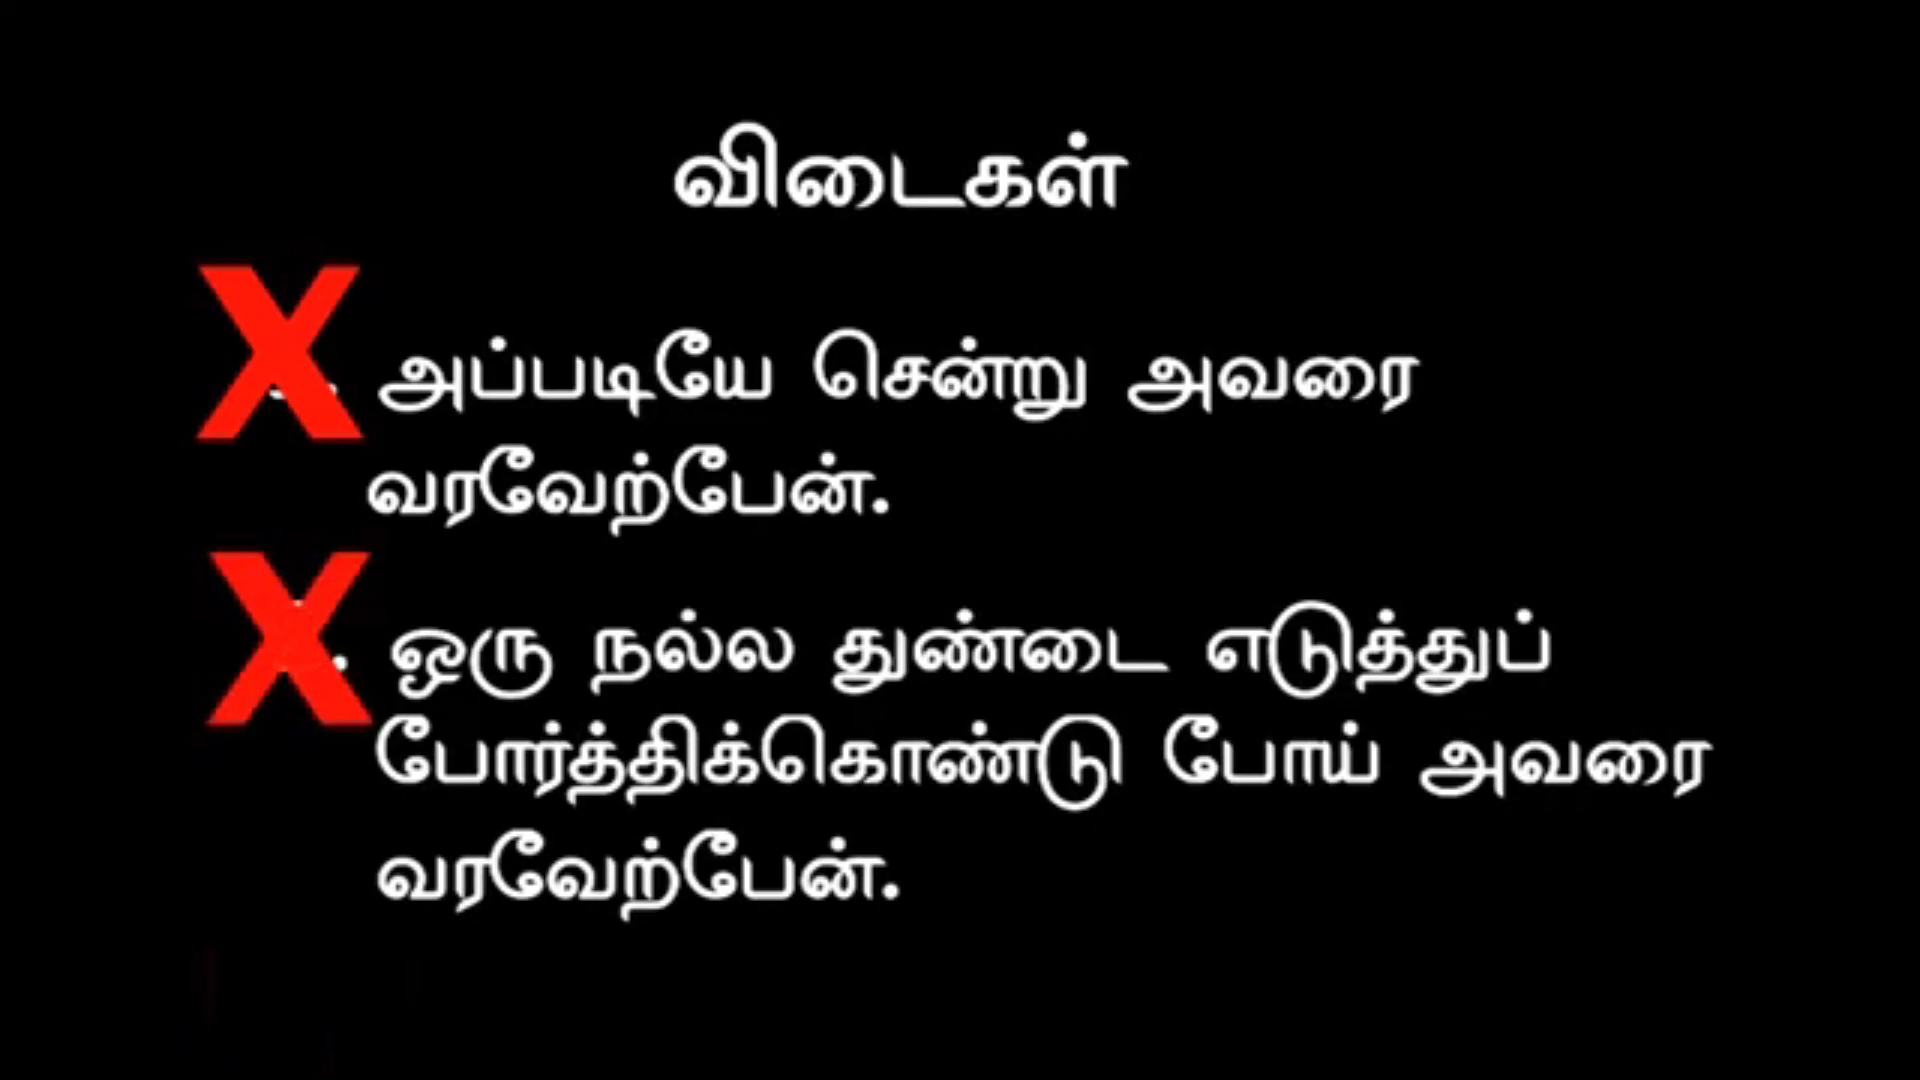 விடைகள்
அப்படியே சென்று அவரை
வரவேற்பேன்.
ஒரு நல்ல துண்டை எடுத்துப்
போர்த்திக்கொண்டு போய் அவரை
வரவேற்பேன்.